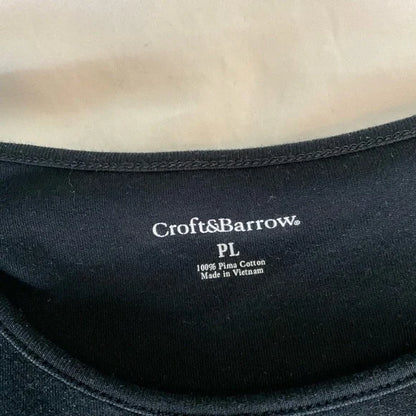 Croft&Barrow®
PL
100% Pima Cotton
Made in Vietnam